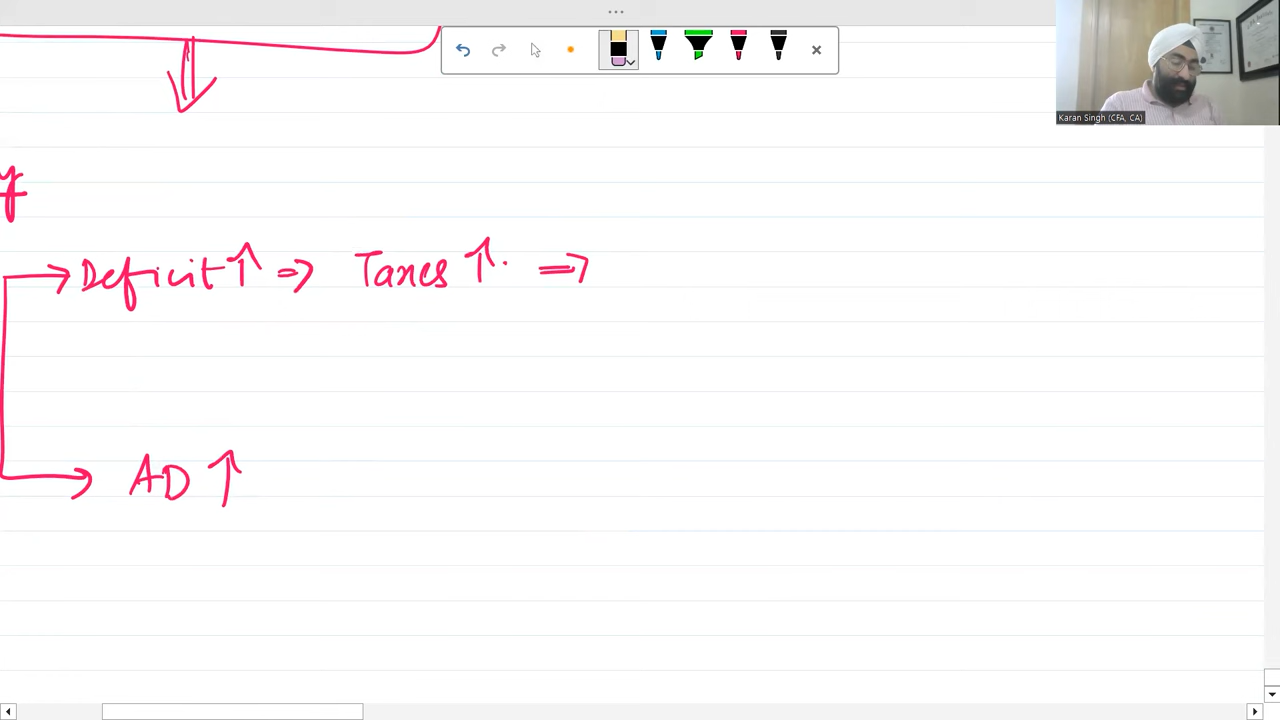 Karan Singh (CFA, CA)
y
→ Deficit ↑ ⇒ Taxes ↑ ⇒
→ AD ↑